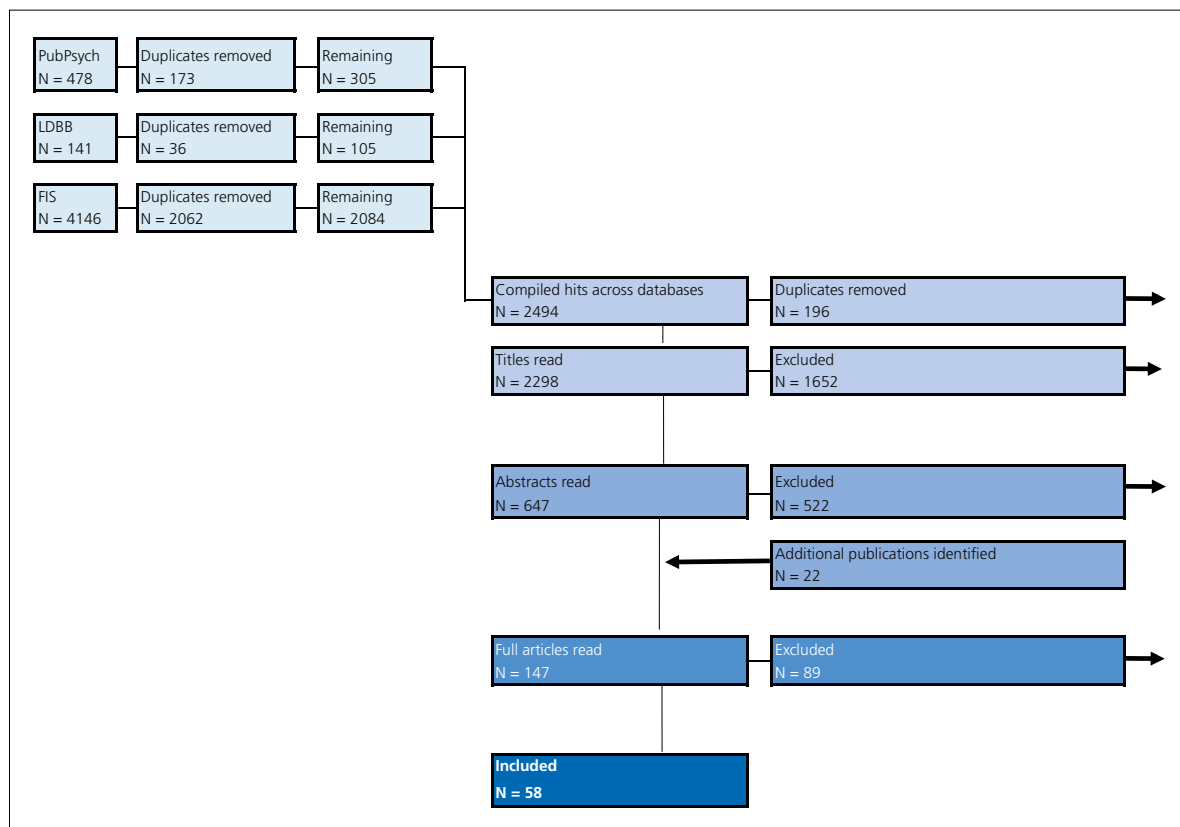 PubPsych
N = 478
Duplicates removed
N = 173
Remaining
N = 305
LDBB
N = 141
Duplicates removed
N = 36
Remaining
N = 105
FIS
N = 4146
Duplicates removed
N = 2062
Remaining
N = 2084
Compiled hits across databases
N = 2494
Duplicates removed
N = 196
Titles read
N = 2298
Excluded
N = 1652
Abstracts read
N = 647
Excluded
N = 522
Additional publications identified
N = 22
Full articles read
N = 147
Excluded
N = 89
Included
N = 58